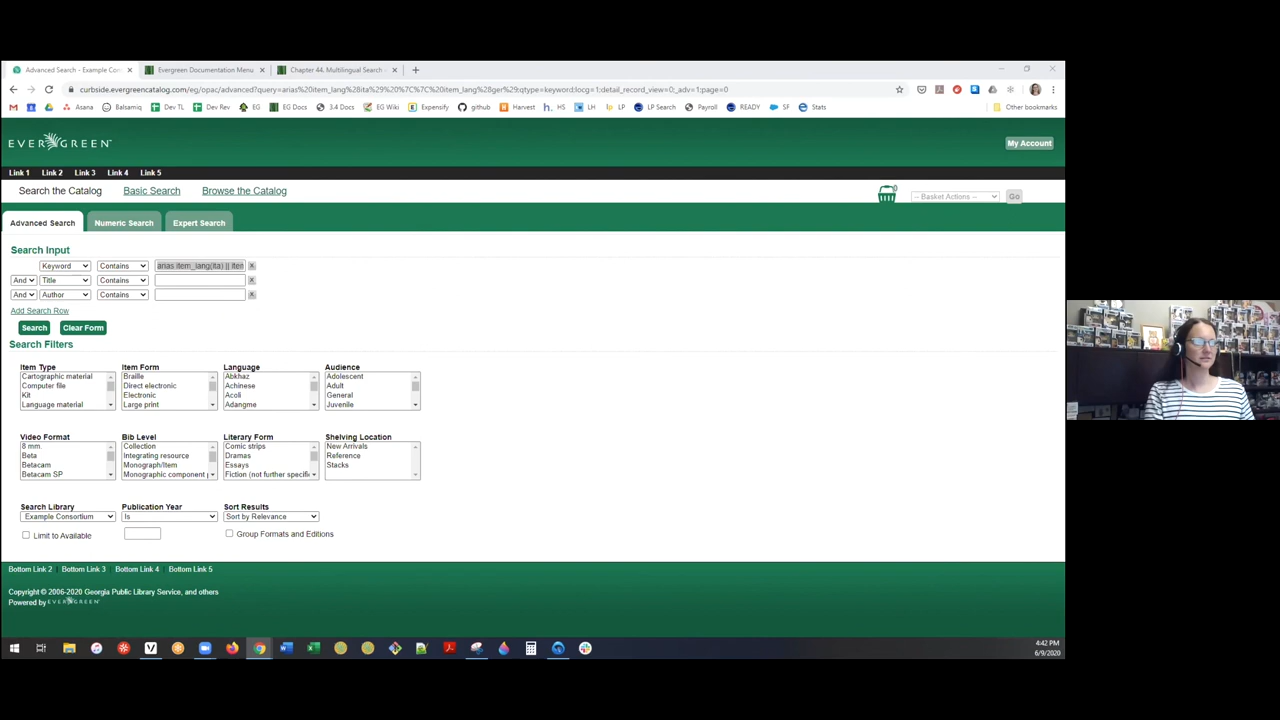 Advanced Search - Example Con
Evergreen Documentation Menu
Chapter 44. Multilingual Search
curbside.evergreencatalog.com/eg/opac/advanced?query=arias%20item_lang%28ita%29%20%7C%7C%20item_lang%28ger%29;qtype=keyword;locg=1;detail_record_view=0;_adv=1;page=0
Asana Balsamiq Dev TL Dev Rev EG EG Docs 3.4 Docs EG Wiki Expensify github Harvest HS LH LP LP Search Payroll READY SF Stats Other bookmarks
EVERGREEN My Account
Link 1 Link 2 Link 3 Link 4 Link 5
Search the Catalog Basic Search Browse the Catalog 0 -- Basket Actions -- Go
Advanced Search Numeric Search Expert Search
Search Input
Keyword Contains arias item_lang(ita) || item x
And Title Contains x
And Author Contains x
Add Search Row
Search Clear Form
Search Filters
Item Type Item Form Language Audience
Cartographic material Braille Abkhaz Adolescent
Computer file Direct electronic Achinese Adult
Kit Electronic Acoli General
Language material Large print Adangme Juvenile
Video Format Bib Level Literary Form Shelving Location
8 mm. Collection Comic strips New Arrivals
Beta Integrating resource Dramas Reference
Betacam Monograph/Item Essays Stacks
Betacam SP Monographic component p Fiction (not further specifie
Search Library Publication Year Sort Results
Example Consortium Is Sort by Relevance
Limit to Available Group Formats and Editions
Bottom Link 2 Bottom Link 3 Bottom Link 4 Bottom Link 5
Copyright © 2006-2020 Georgia Public Library Service, and others
Powered by EVERGREEN
4:42 PM
6/9/2020